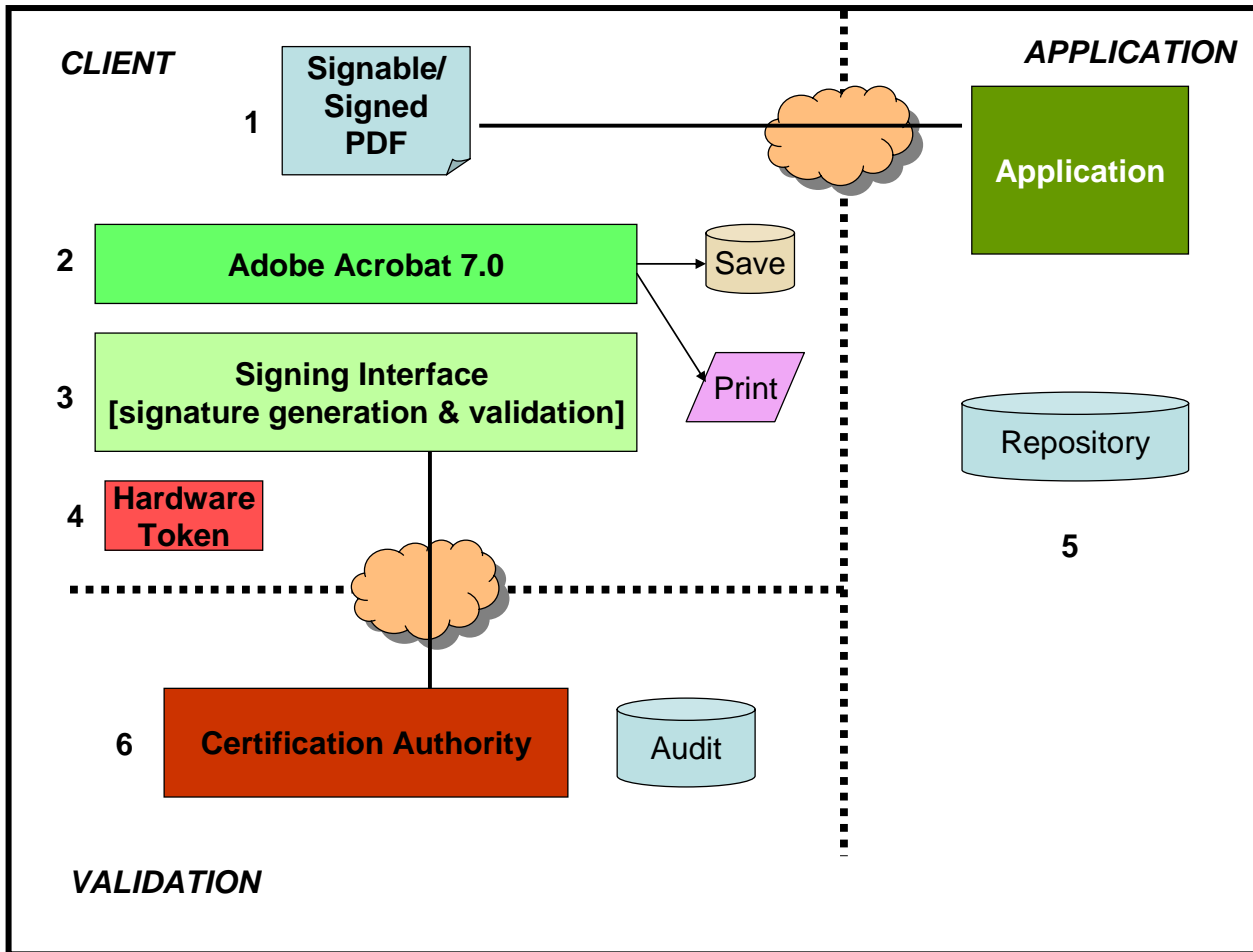 CLIENT
APPLICATION
1
Signable/
Signed
PDF
Application
2
Adobe Acrobat 7.0
Save
3
Signing Interface
[signature generation & validation]
Print
Repository
4
Hardware
Token
5
6
Certification Authority
Audit
VALIDATION